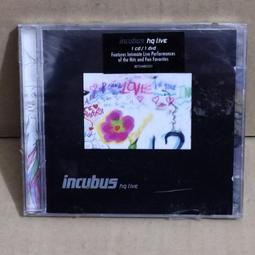 incubus hq live
1 cd / 1 dvd
Features Intimate Live Performances
of the Hits and Fan Favorites
LOVE
incubus hq live